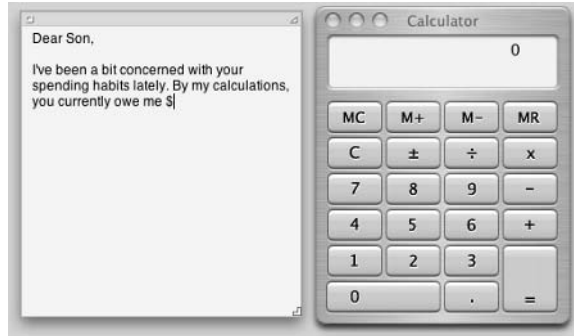 Dear Son,
I've been a bit concerned with your
spending habits lately. By my calculations,
you currently owe me $
Calculator
0
MC M+ M- MR
C ± ÷ x
7 8 9 −
4 5 6 +
1 2 3
0 . =